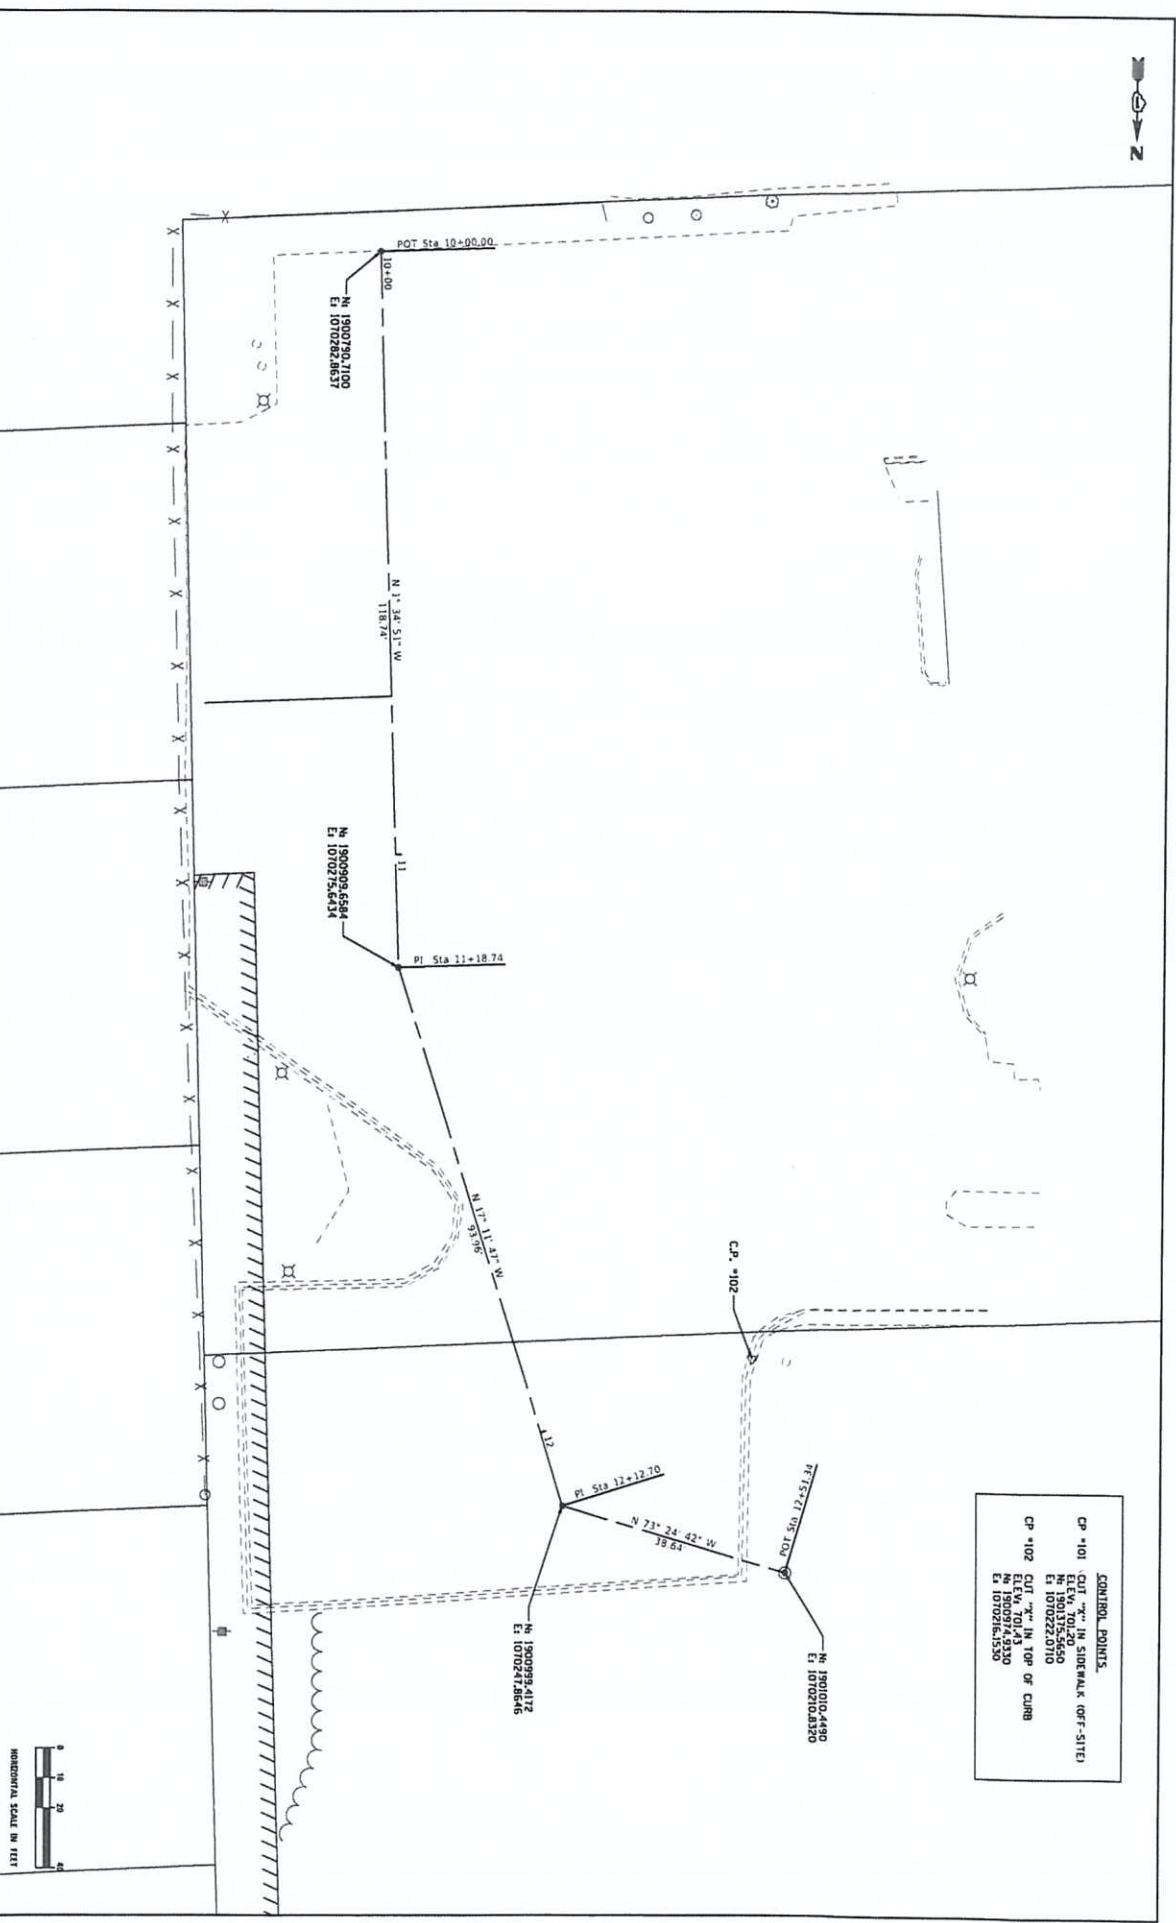 N
POT Sta 10+00.00
10+00
N: 1900790.7100
E: 1070282.8637
N 1° 34' 51" W
118.74'
11
N: 1900909.6584
E: 1070275.6434
PI Sta 11+18.74
N 17° 11' 47" W
93.96'
C.P. #102
12
PI Sta 12+12.70
N 73° 24' 42" W
38.64
POT Sta 12+51.34
N: 1900999.4172
E: 1070247.8646
N: 1901010.4490
E: 1070210.8320
CONTROL POINTS
CP #101 CUT "X" IN SIDEWALK (OFF-SITE)
ELEV: 701.20
N: 1901375.5650
E: 1070222.0710
CP #102 CUT "X" IN TOP OF CURB
ELEV: 701.43
N: 1900974.9330
E: 1070216.1530
0 10 20 40
HORIZONTAL SCALE IN FEET